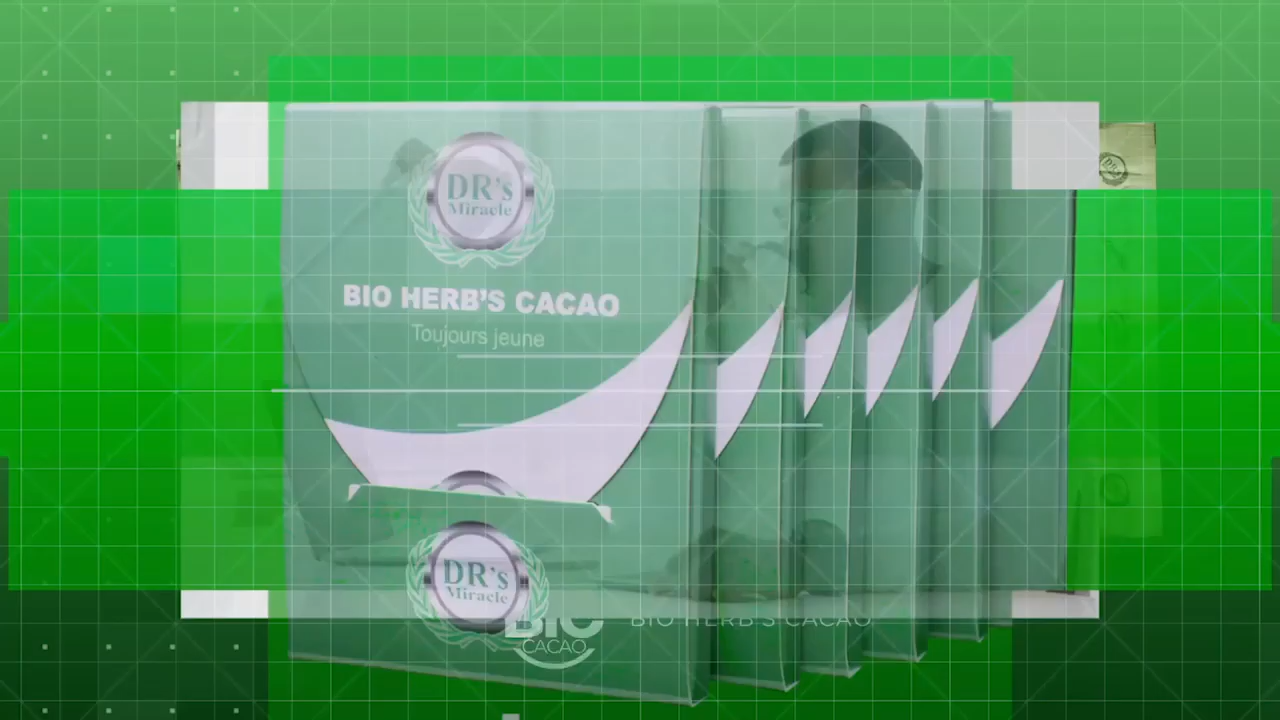 DR's
Miracle
BIO HERB'S CACAO
Toujours jeune
DR's
Miracle
BIO
CACAO
BIO HERB'S CACAO